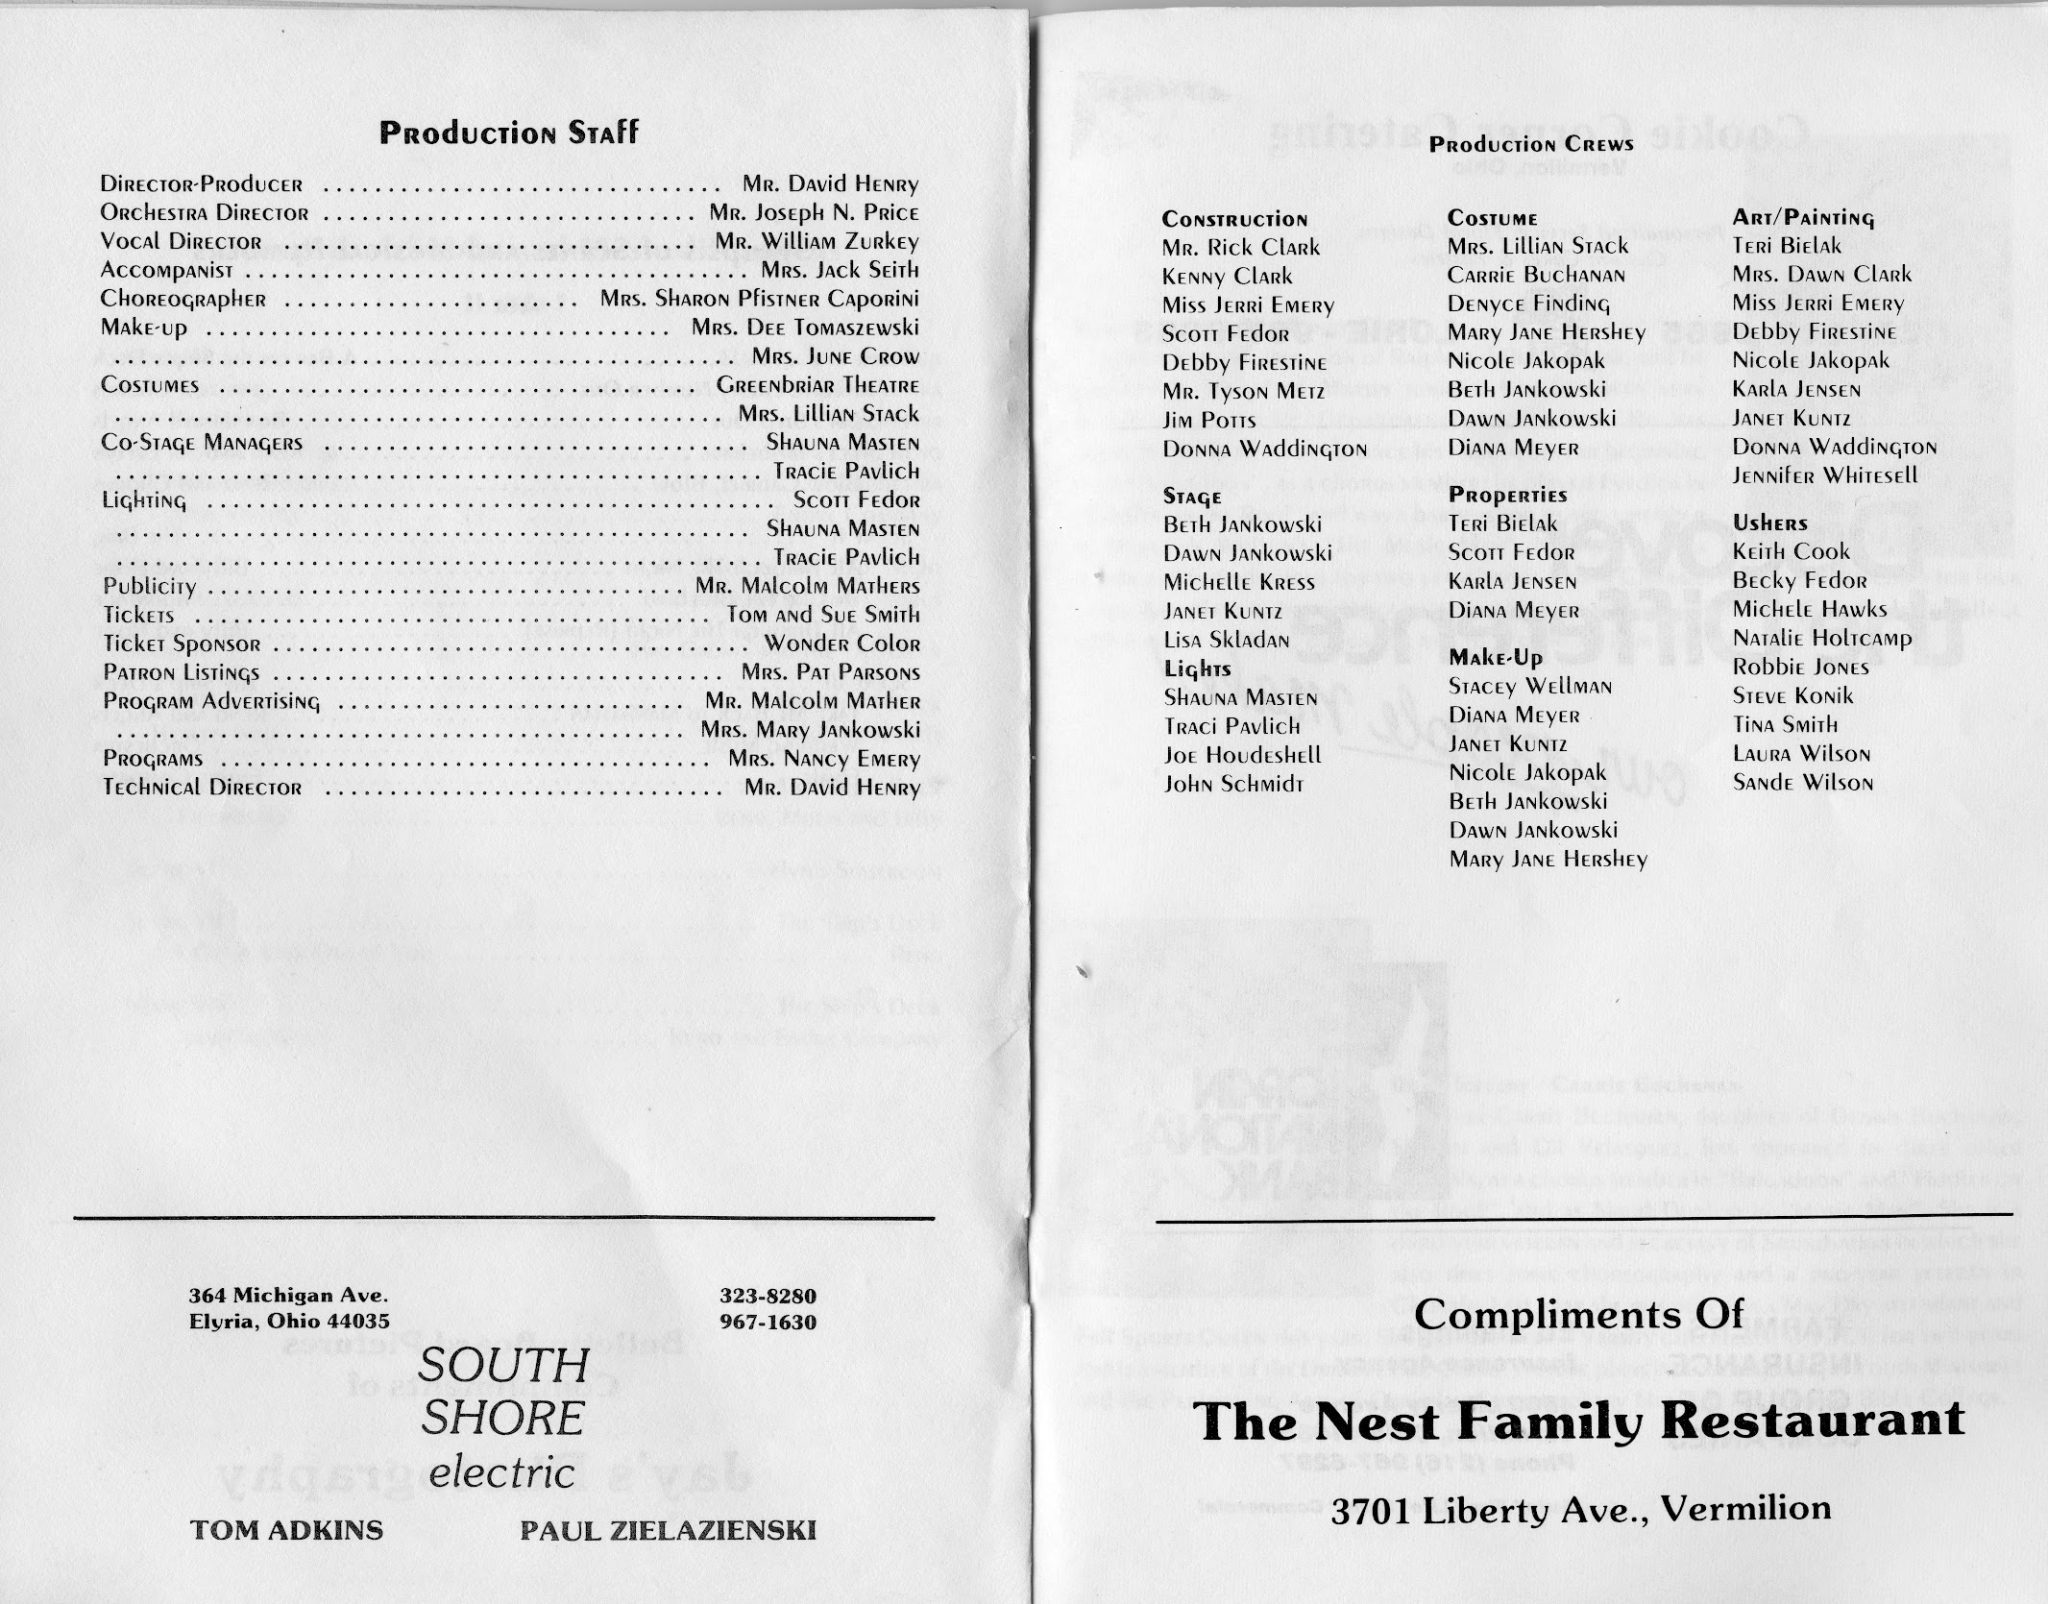 Production Staff
Director-Producer .............................. Mr. David Henry
Orchestra Director ............................. Mr. Joseph N. Price
Vocal Director ................................ Mr. William Zurkey
Accompanist ....................................... Mrs. Jack Seith
Choreographer ....................... Mrs. Sharon Pfistner Caporini
Make-up .................................... Mrs. Dee Tomaszewski
................................................ Mrs. June Crow
Costumes ...................................... Greenbriar Theatre
............................................... Mrs. Lillian Stack
Co-Stage Managers ................................. Shauna Masten
.................................................. Tracie Pavlich
Lighting ............................................ Scott Fedor
................................................. Shauna Masten
.................................................. Tracie Pavlich
Publicity ..................................... Mr. Malcolm Mathers
Tickets ........................................ Tom and Sue Smith
Ticket Sponsor ..................................... Wonder Color
Patron Listings ................................... Mrs. Pat Parsons
Program Advertising ........................... Mr. Malcolm Mather
............................................ Mrs. Mary Jankowski
Programs ...................................... Mrs. Nancy Emery
Technical Director ............................... Mr. David Henry
364 Michigan Ave. 323-8280
Elyria, Ohio 44035 967-1630
SOUTH
SHORE
electric
TOM ADKINS PAUL ZIELAZIENSKI
Production Crews
Construction
Mr. Rick Clark
Kenny Clark
Miss Jerri Emery
Scott Fedor
Debby Firestine
Mr. Tyson Metz
Jim Potts
Donna Waddington
Stage
Beth Jankowski
Dawn Jankowski
Michelle Kress
Janet Kuntz
Lisa Skladan
Lights
Shauna Masten
Traci Pavlich
Joe Houdeshell
John Schmidt
Costume
Mrs. Lillian Stack
Carrie Buchanan
Denyce Finding
Mary Jane Hershey
Nicole Jakopak
Beth Jankowski
Dawn Jankowski
Diana Meyer
Properties
Teri Bielak
Scott Fedor
Karla Jensen
Diana Meyer
Make-Up
Stacey Wellman
Diana Meyer
Janet Kuntz
Nicole Jakopak
Beth Jankowski
Dawn Jankowski
Mary Jane Hershey
Art/Painting
Teri Bielak
Mrs. Dawn Clark
Miss Jerri Emery
Debby Firestine
Nicole Jakopak
Karla Jensen
Janet Kuntz
Donna Waddington
Jennifer Whitesell
Ushers
Keith Cook
Becky Fedor
Michele Hawks
Natalie Holtcamp
Robbie Jones
Steve Konik
Tina Smith
Laura Wilson
Sande Wilson
Compliments Of
The Nest Family Restaurant
3701 Liberty Ave., Vermilion